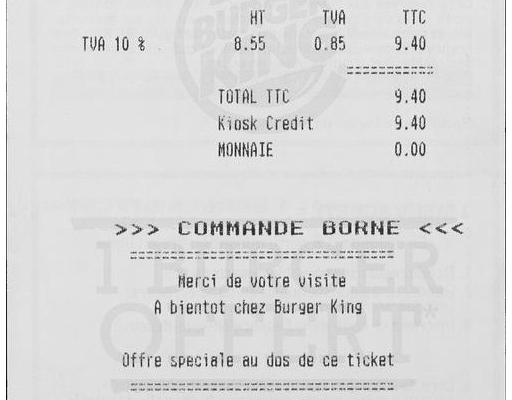 HT TVA TTC
TVA 10 % 8.55 0.85 9.40
===========
TOTAL TTC 9.40
Kiosk Credit 9.40
MONNAIE 0.00
>>> COMMANDE BORNE <<<
=================================
Merci de votre visite
A bientot chez Burger King
Offre speciale au dos de ce ticket
=================================
BURGER KING
1 BURGER
OFFERT*